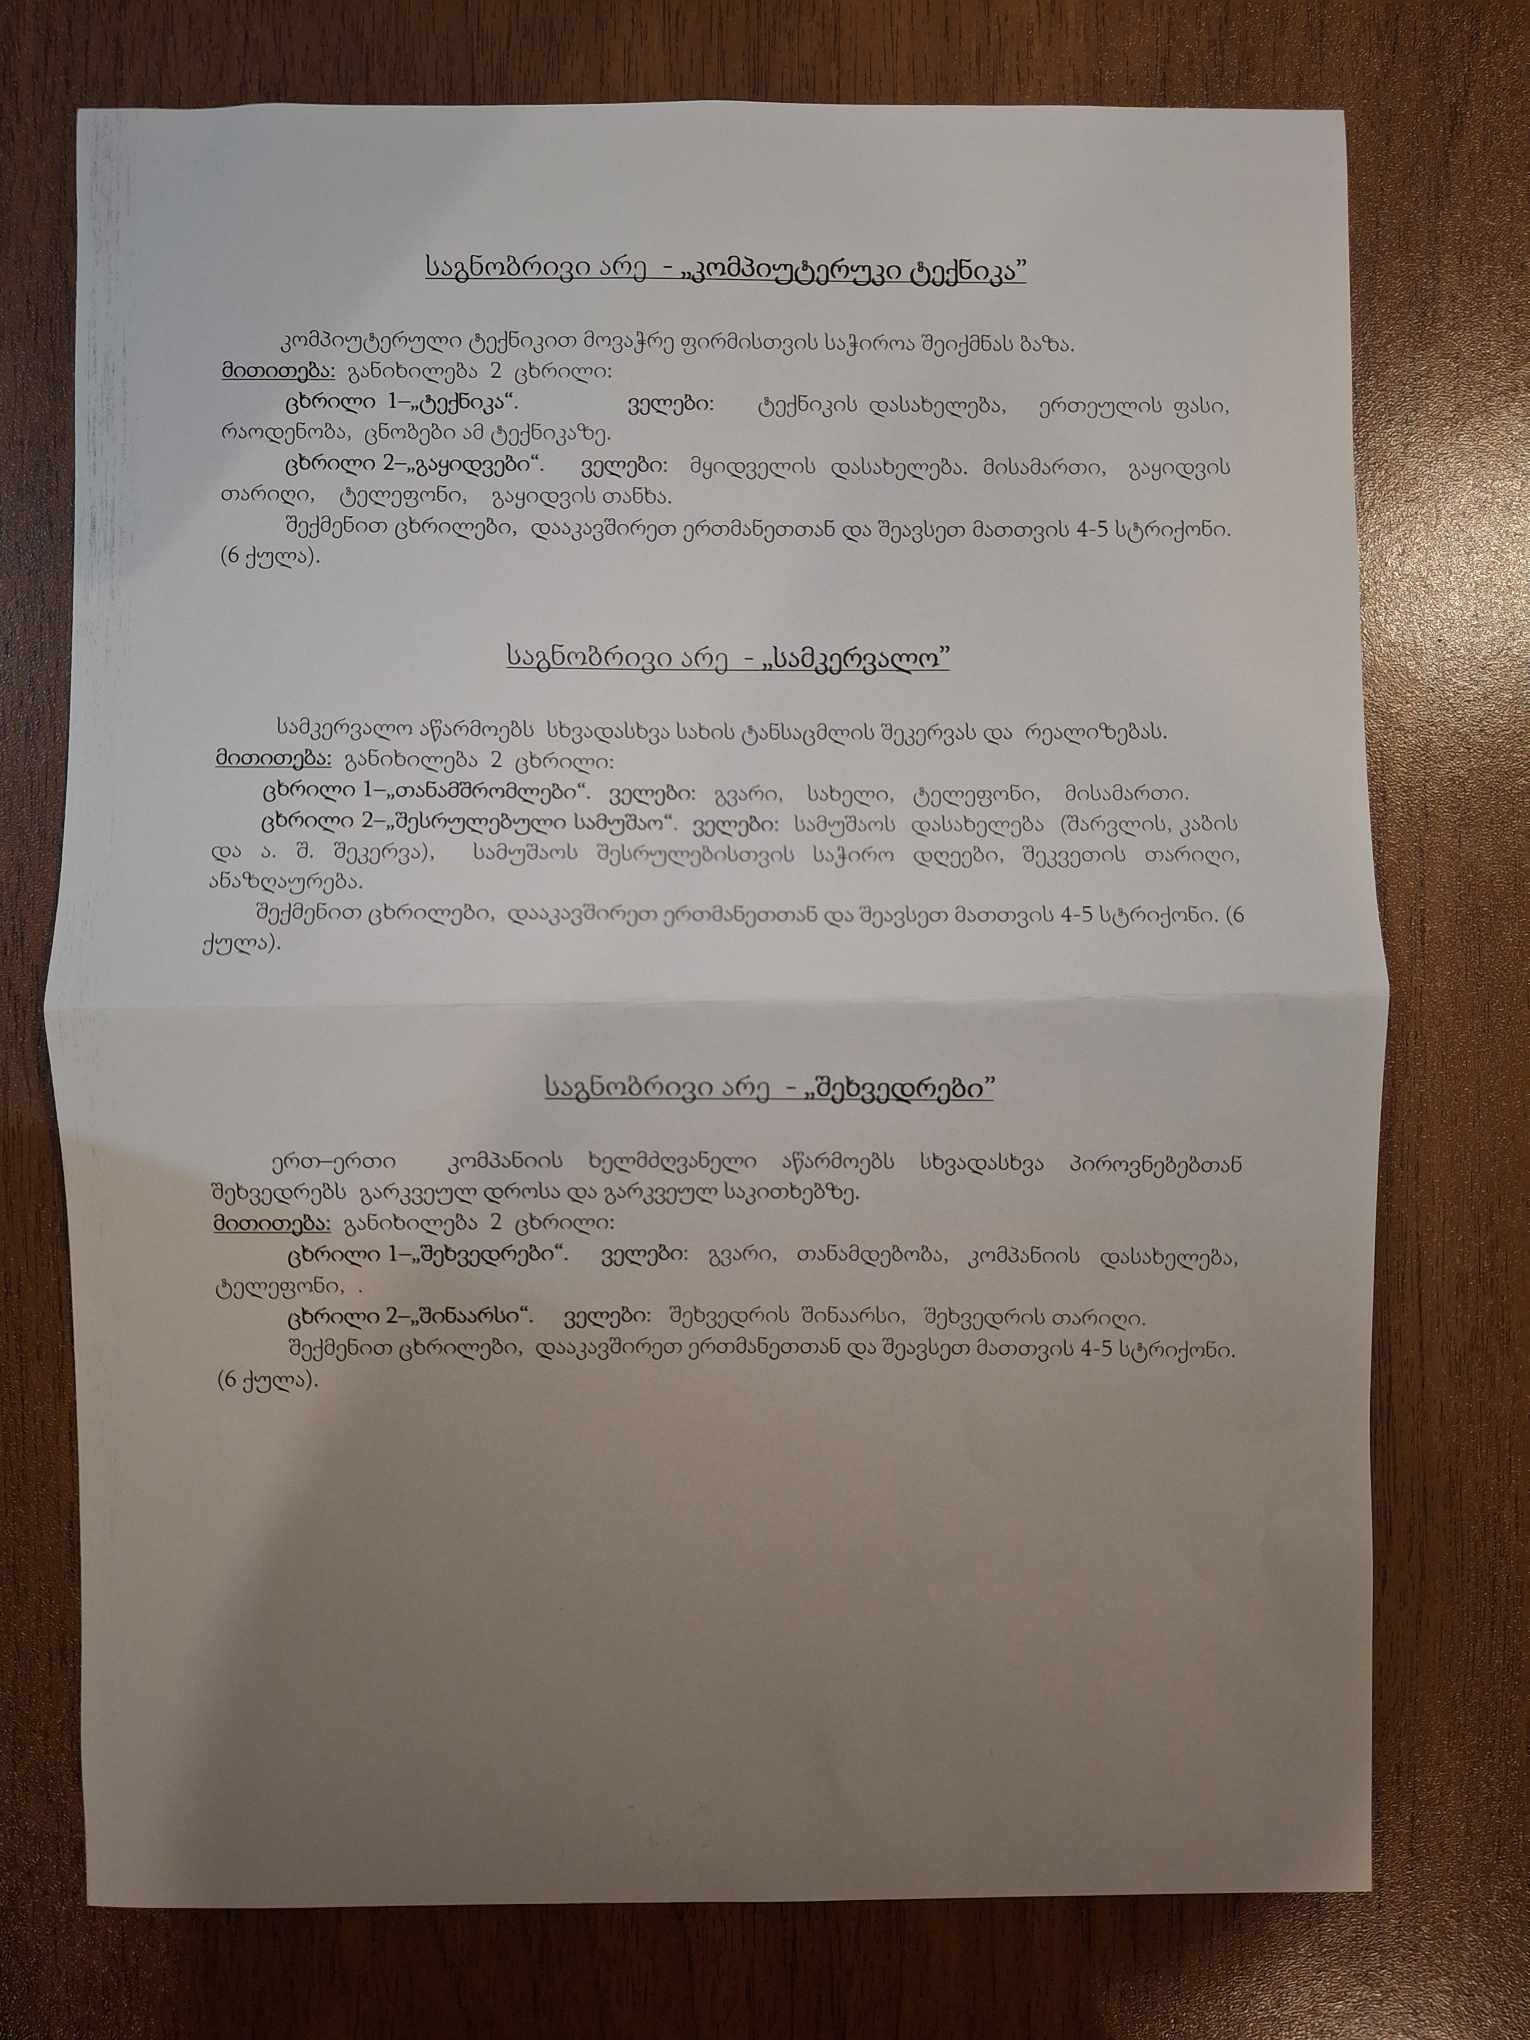 საგნობრივი არე - „კომპიუტერუკი ტექნიკა”
კომპიუტერული ტექნიკით მოვაჭრე ფირმისთვის საჭიროა შეიქმნას ბაზა.
მითითება: განიხილება 2 ცხრილი:
ცხრილი 1–„ტექნიკა“. ველები: ტექნიკის დასახელება, ერთეულის ფასი,
რაოდენობა, ცნობები ამ ტექნიკაზე.
ცხრილი 2–„გაყიდვები“. ველები: მყიდველის დასახელება. მისამართი, გაყიდვის
თარიღი, ტელეფონი, გაყიდვის თანხა.
შექმენით ცხრილები, დააკავშირეთ ერთმანეთთან და შეავსეთ მათთვის 4-5 სტრიქონი.
(6 ქულა).
საგნობრივი არე - „სამკერვალო”
სამკერვალო აწარმოებს სხვადასხვა სახის ტანსაცმლის შეკერვას და რეალიზებას.
მითითება: განიხილება 2 ცხრილი:
ცხრილი 1–„თანამშრომლები“. ველები: გვარი, სახელი, ტელეფონი, მისამართი.
ცხრილი 2–„შესრულებული სამუშაო“. ველები: სამუშაოს დასახელება (შარვლის, კაბის
და ა. შ. შეკერვა), სამუშაოს შესრულებისთვის საჭირო დღეები, შეკვეთის თარიღი,
ანაზღაურება.
შექმენით ცხრილები, დააკავშირეთ ერთმანეთთან და შეავსეთ მათთვის 4-5 სტრიქონი. (6
ქულა).
საგნობრივი არე - „შეხვედრები”
ერთ–ერთი კომპანიის ხელმძღვანელი აწარმოებს სხვადასხვა პიროვნებებთან
შეხვედრებს გარკვეულ დროსა და გარკვეულ საკითხებზე.
მითითება: განიხილება 2 ცხრილი:
ცხრილი 1–„შეხვედრები“. ველები: გვარი, თანამდებობა, კომპანიის დასახელება,
ტელეფონი, .
ცხრილი 2–„შინაარსი“. ველები: შეხვედრის შინაარსი, შეხვედრის თარიღი.
შექმენით ცხრილები, დააკავშირეთ ერთმანეთთან და შეავსეთ მათთვის 4-5 სტრიქონი.
(6 ქულა).